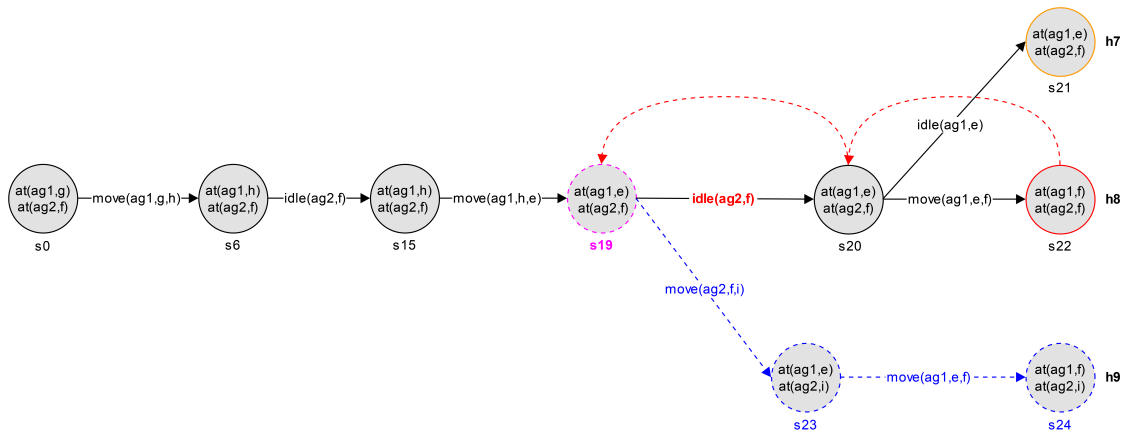 at(ag1,e)
at(ag2,f)
h7
s21
idle(ag1,e)
at(ag1,g)
at(ag2,f)
move(ag1,g,h)
at(ag1,h)
at(ag2,f)
idle(ag2,f)
at(ag1,h)
at(ag2,f)
move(ag1,h,e)
at(ag1,e)
at(ag2,f)
idle(ag2,f)
at(ag1,e)
at(ag2,f)
move(ag1,e,f)
at(ag1,f)
at(ag2,f)
h8
s0
s6
s15
s19
s20
s22
move(ag2,f,i)
at(ag1,e)
at(ag2,i)
move(ag1,e,f)
at(ag1,f)
at(ag2,i)
h9
s23
s24